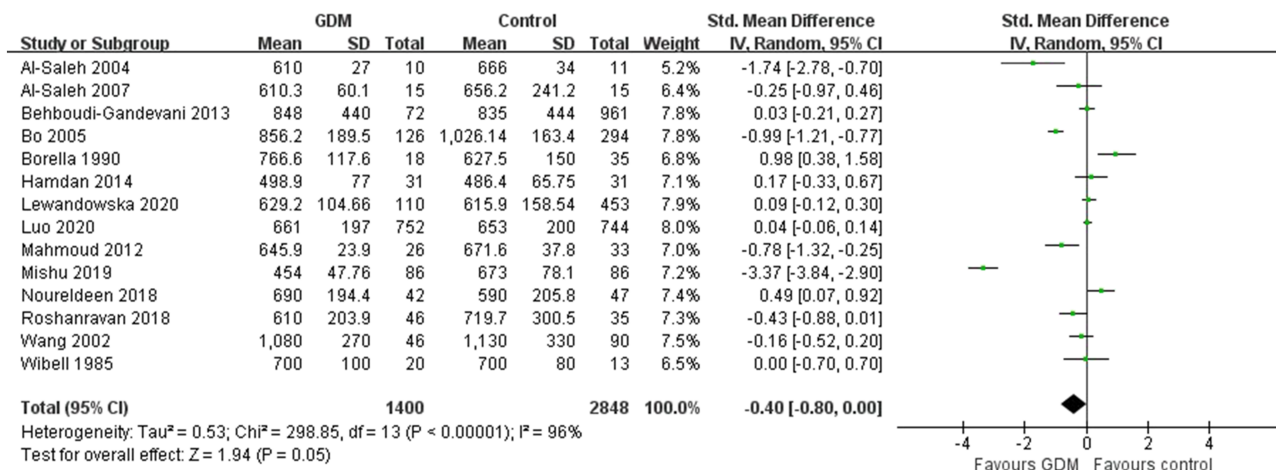 GDM Control Std. Mean Difference Std. Mean Difference
Study or Subgroup Mean SD Total Mean SD Total Weight IV, Random, 95% CI IV, Random, 95% CI
Al-Saleh 2004 610 27 10 666 34 11 5.2% -1.74 [-2.78, -0.70]
Al-Saleh 2007 610.3 60.1 15 656.2 241.2 15 6.4% -0.25 [-0.97, 0.46]
Behboudi-Gandevani 2013 848 440 72 835 444 961 7.8% 0.03 [-0.21, 0.27]
Bo 2005 856.2 189.5 126 1,026.14 163.4 294 7.8% -0.99 [-1.21, -0.77]
Borella 1990 766.6 117.6 18 627.5 150 35 6.8% 0.98 [0.38, 1.58]
Hamdan 2014 498.9 77 31 486.4 65.75 31 7.1% 0.17 [-0.33, 0.67]
Lewandowska 2020 629.2 104.66 110 615.9 158.54 453 7.9% 0.09 [-0.12, 0.30]
Luo 2020 661 197 752 653 200 744 8.0% 0.04 [-0.06, 0.14]
Mahmoud 2012 645.9 23.9 26 671.6 37.8 33 7.0% -0.78 [-1.32, -0.25]
Mishu 2019 454 47.76 86 673 78.1 86 7.2% -3.37 [-3.84, -2.90]
Noureldeen 2018 690 194.4 42 590 205.8 47 7.4% 0.49 [0.07, 0.92]
Roshanravan 2018 610 203.9 46 719.7 300.5 35 7.3% -0.43 [-0.88, 0.01]
Wang 2002 1,080 270 46 1,130 330 90 7.5% -0.16 [-0.52, 0.20]
Wibell 1985 700 100 20 700 80 13 6.5% 0.00 [-0.70, 0.70]
Total (95% CI) 1400 2848 100.0% -0.40 [-0.80, 0.00]
Heterogeneity: Tau² = 0.53; Chi² = 298.85, df = 13 (P < 0.00001); I² = 96%
Test for overall effect: Z = 1.94 (P = 0.05)
-4 -2 0 2 4
Favours GDM Favours control